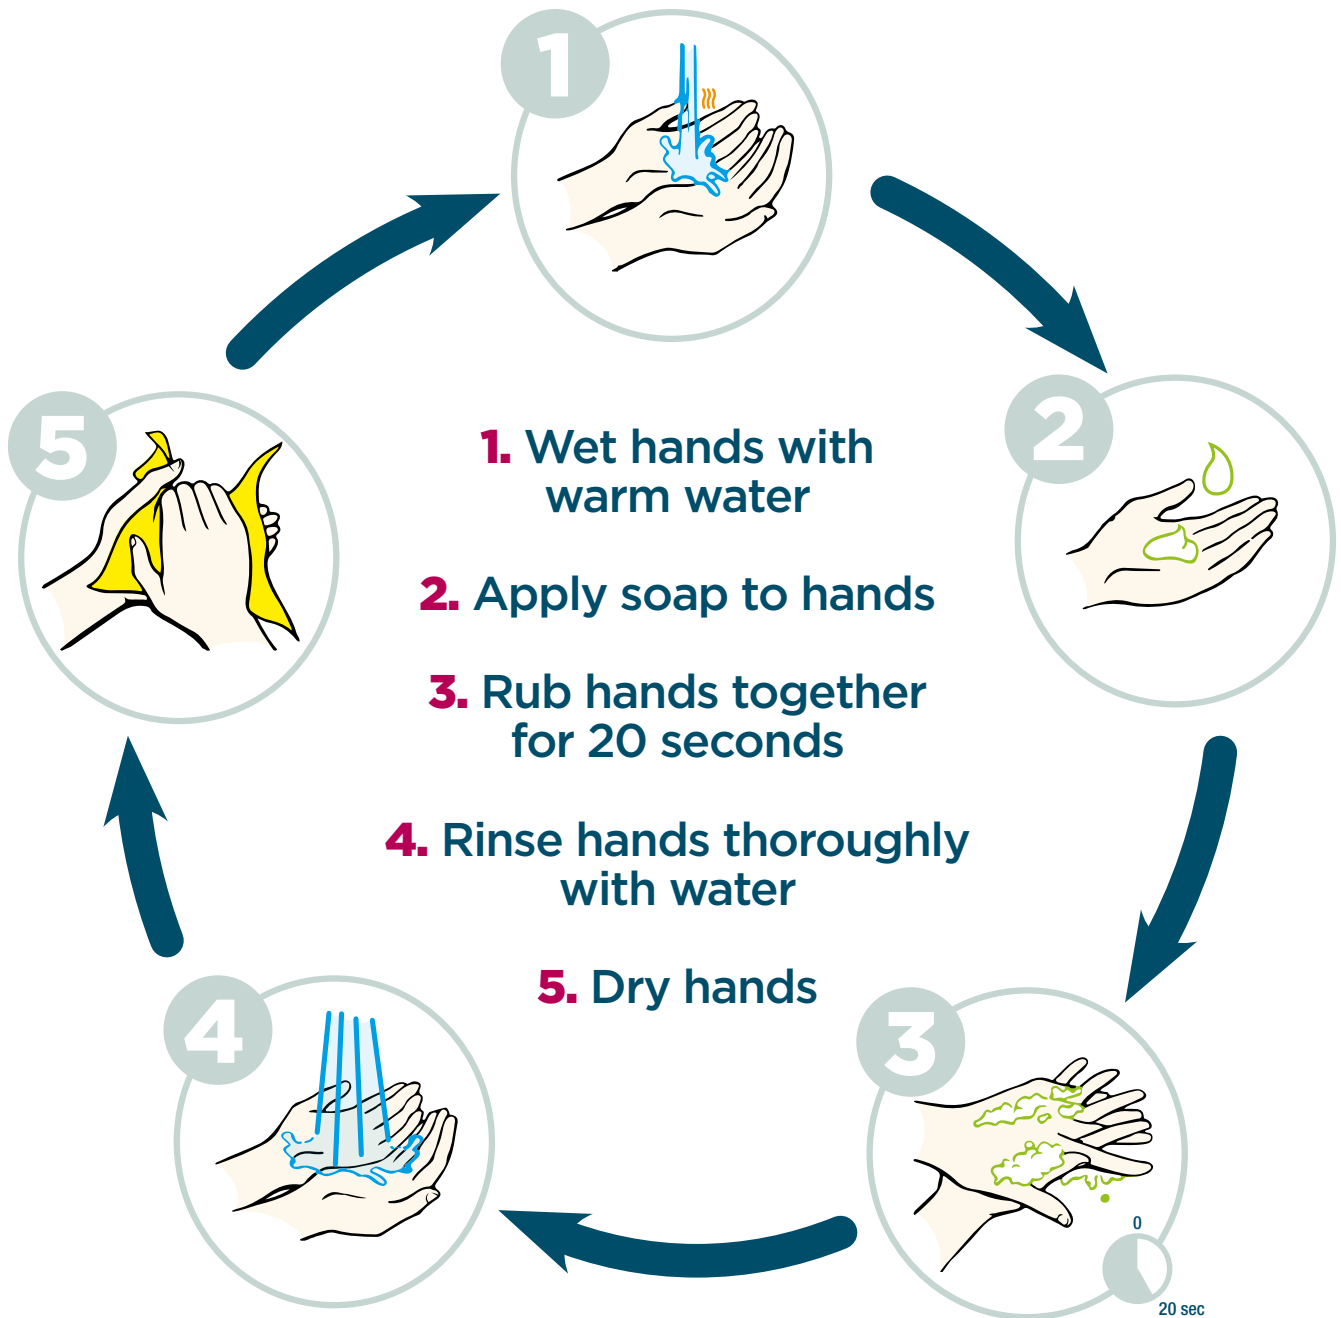 1
2
3
4
5
1. Wet hands with
warm water
2. Apply soap to hands
3. Rub hands together
for 20 seconds
4. Rinse hands thoroughly
with water
5. Dry hands
0
20 sec